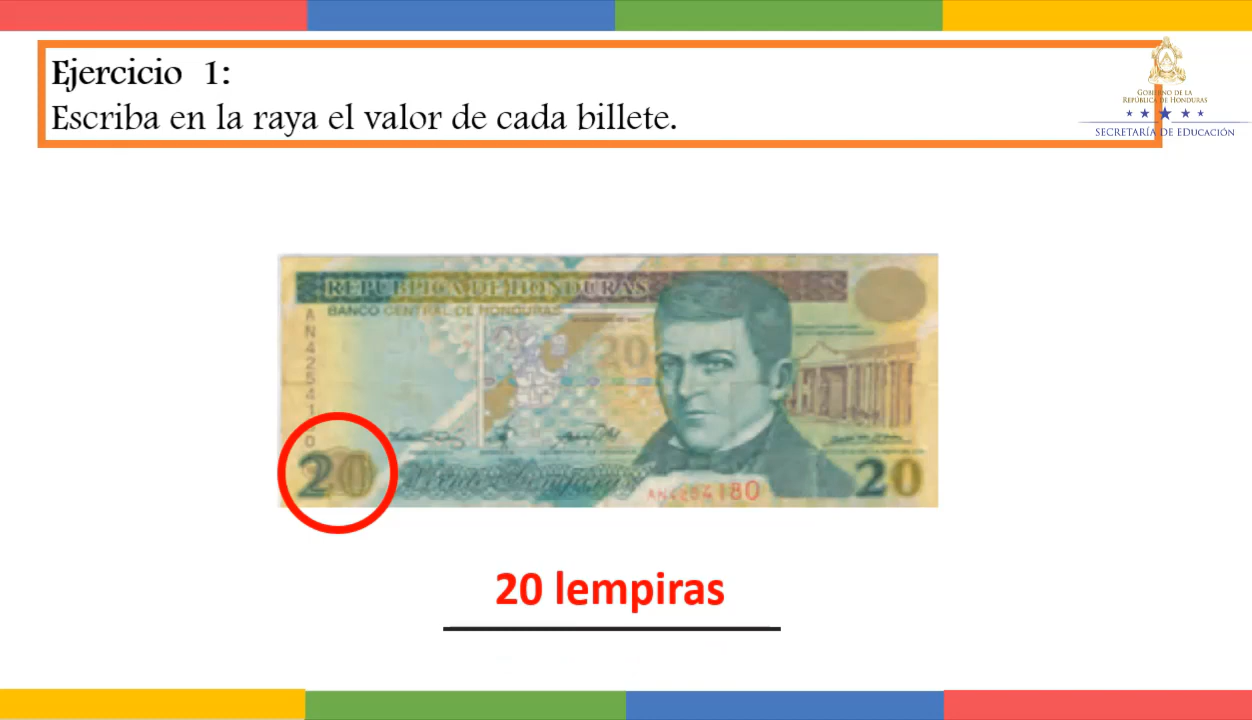 Ejercicio 1:
Escriba en la raya el valor de cada billete.
GOBIERNO DE LA
REPÚBLICA DE HONDURAS
SECRETARÍA DE EDUCACIÓN
REPUBLICA DE HONDURAS
BANCO CENTRAL DE HONDURAS
20
20
20
20 lempiras